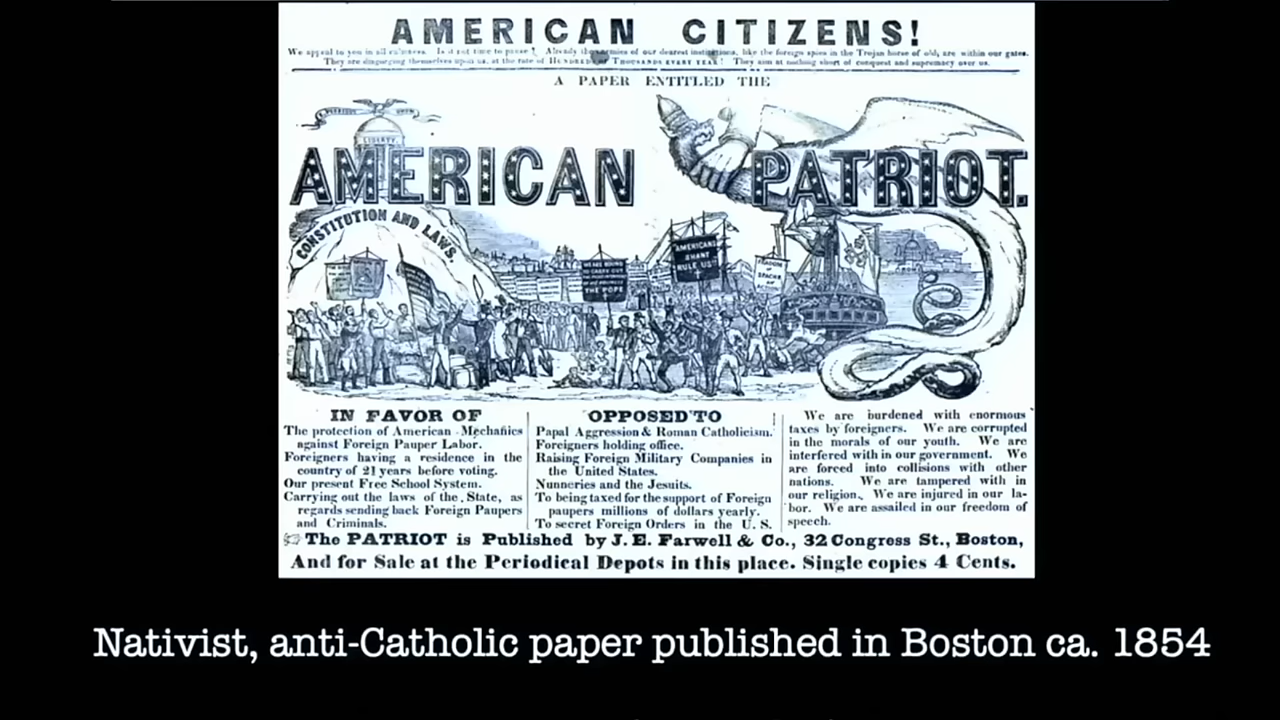 AMERICAN CITIZENS!
We appeal to you in all calmness. Is it not time to pause? Already the enemies of our dearest institutions, like the foreign spies in the Trojan horse of old, are within our gates.
They are disgorging themselves upon us, at the rate of HUNDREDS OF THOUSANDS EVERY YEAR! They aim at nothing short of conquest and supremacy over us.
A PAPER ENTITLED THE
LIBERTY
AMERICAN PATRIOT.
CONSTITUTION AND LAWS.
AMERICANS
SHANT
RULE US!!
THE POPE
IN FAVOR OF
The protection of American Mechanics
against Foreign Pauper Labor.
Foreigners having a residence in the
country of 21 years before voting.
Our present Free School System.
Carrying out the laws of the State, as
regards sending back Foreign Paupers
and Criminals.
OPPOSED TO
Papal Aggression & Roman Catholicism.
Foreigners holding office.
Raising Foreign Military Companies in
the United States.
Nunneries and the Jesuits.
To being taxed for the support of Foreign
paupers millions of dollars yearly.
To secret Foreign Orders in the U. S.
We are burdened with enormous
taxes by foreigners. We are corrupted
in the morals of our youth. We are
interfered with in our government. We
are forced into collisions with other
nations. We are tampered with in
our religion. We are injured in our la-
bor. We are assailed in our freedom of
speech.
The PATRIOT is Published by J. E. Farwell & Co., 32 Congress St., Boston,
And for Sale at the Periodical Depots in this place. Single copies 4 Cents.
Nativist, anti-Catholic paper published in Boston ca. 1854